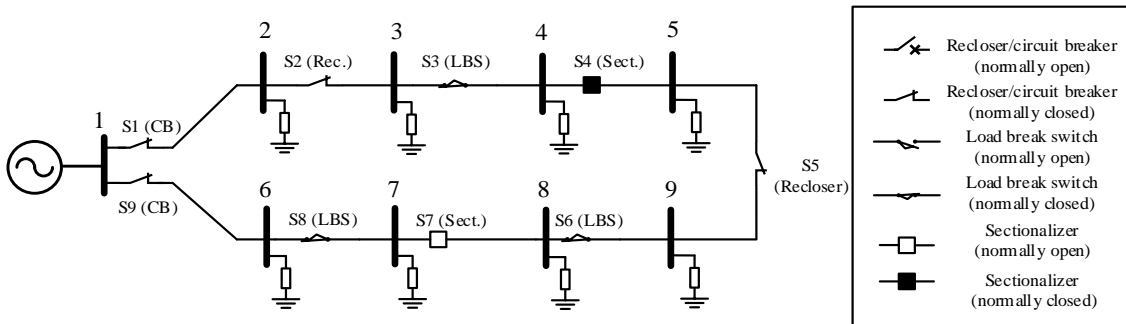 2
3
4
5
S2 (Rec.)
S3 (LBS)
S4 (Sect.)
1
S1 (CB)
S9 (CB)
S5
(Recloser)
6
7
8
9
S8 (LBS)
S7 (Sect.)
S6 (LBS)
Recloser/circuit breaker
(normally open)
Recloser/circuit breaker
(normally closed)
Load break switch
(normally open)
Load break switch
(normally closed)
Sectionalizer
(normally open)
Sectionalizer
(normally closed)